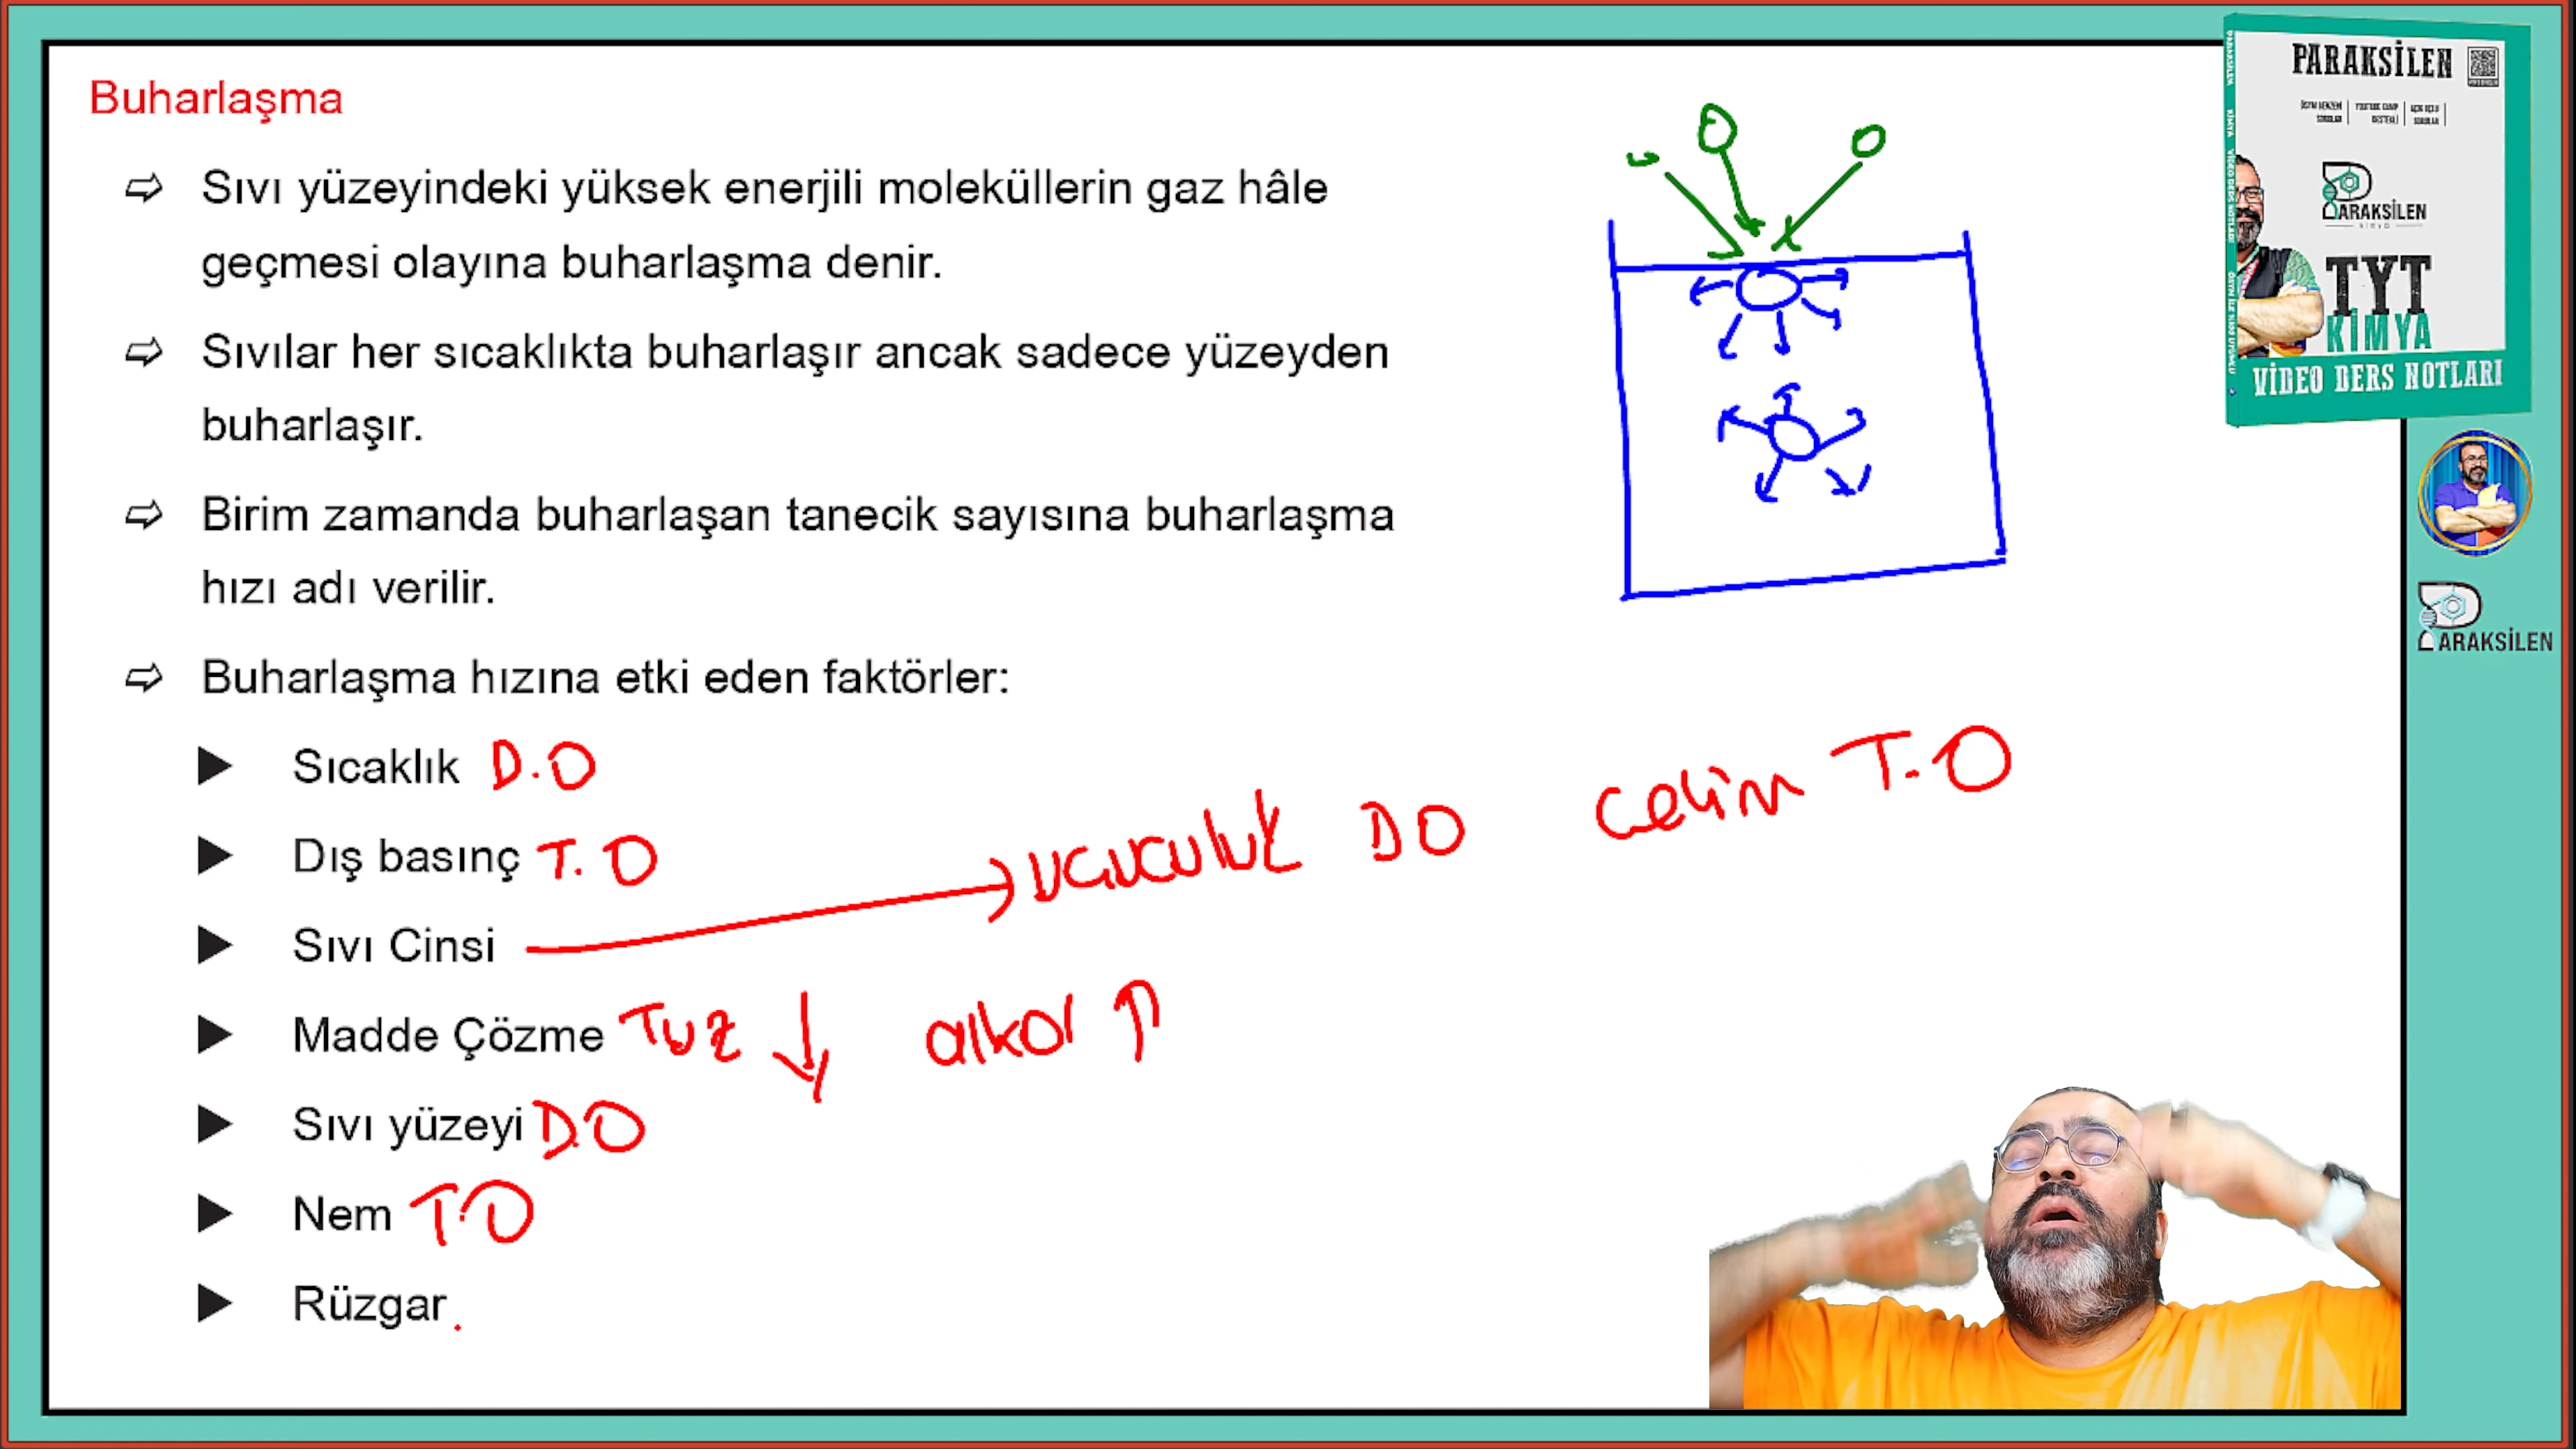 Buharlaşma
Sıvı yüzeyindeki yüksek enerjili moleküllerin gaz hâle
geçmesi olayına buharlaşma denir.
Sıvılar her sıcaklıkta buharlaşır ancak sadece yüzeyden
buharlaşır.
Birim zamanda buharlaşan tanecik sayısına buharlaşma
hızı adı verilir.
Buharlaşma hızına etki eden faktörler:
Sıcaklık D.O
Dış basınç T.O
Sıvı Cinsi → uçuculuk DO çekim T.O
Madde Çözme Tuz ↓ alkol ↑
Sıvı yüzeyi D.O
Nem T.O
Rüzgar.
PARAKSİLEN
PARAKSİLEN
TYT
KİMYA
VİDEO DERS NOTLARI
PARAKSİLEN